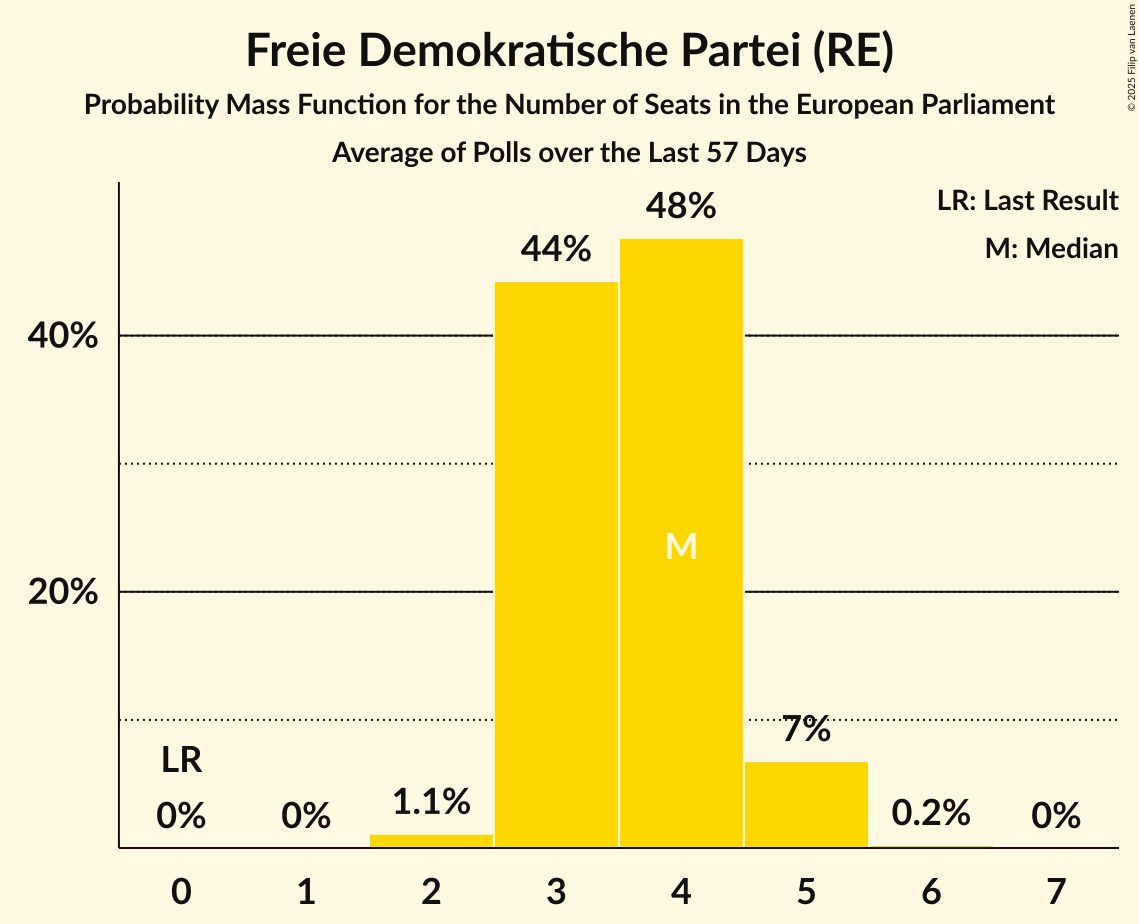 Freie Demokratische Partei (RE)
Probability Mass Function for the Number of Seats in the European Parliament
Average of Polls over the Last 57 Days
© 2025 Filip van Laenen
LR: Last Result
M: Median
48%
44%
40%
M
20%
7%
LR
1.1%
0.2%
0% 0% 0%
0 1 2 3 4 5 6 7